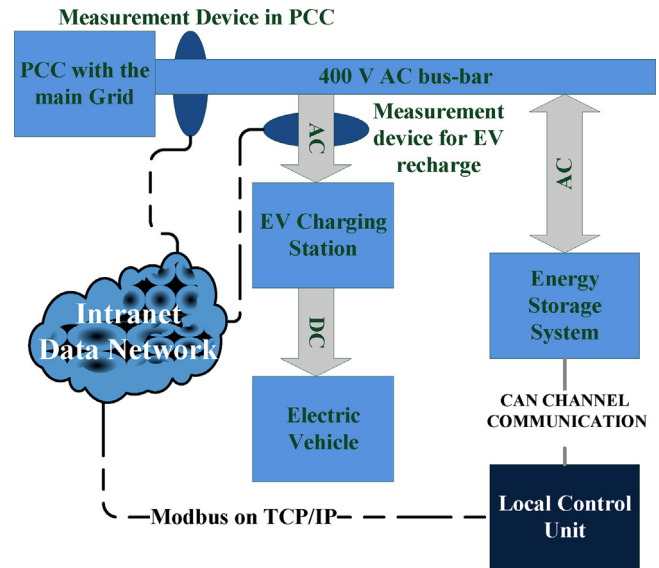 Measurement Device in PCC
PCC with the
main Grid
400 V AC bus-bar
AC
Measurement
device for EV
recharge
AC
EV Charging
Station
Energy
Storage
System
Intranet
Data Network
DC
Electric
Vehicle
CAN CHANNEL
COMMUNICATION
Local Control
Unit
Modbus on TCP/IP